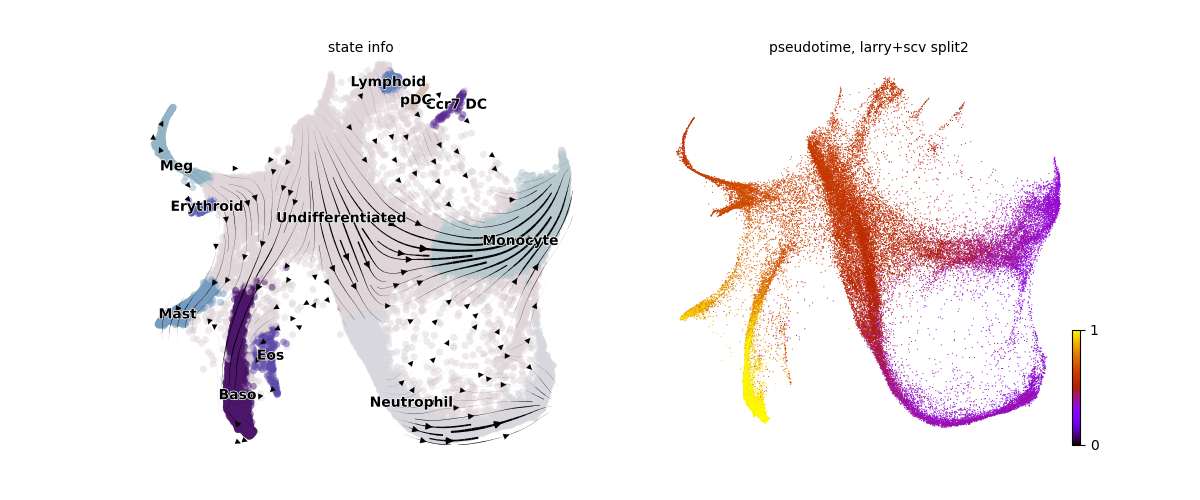 state info
pseudotime, larry+scv split2
Lymphoid
pDC
Ccr7 DC
Meg
Erythroid
Undifferentiated
Monocyte
Mast
Eos
Baso
Neutrophil
1
0